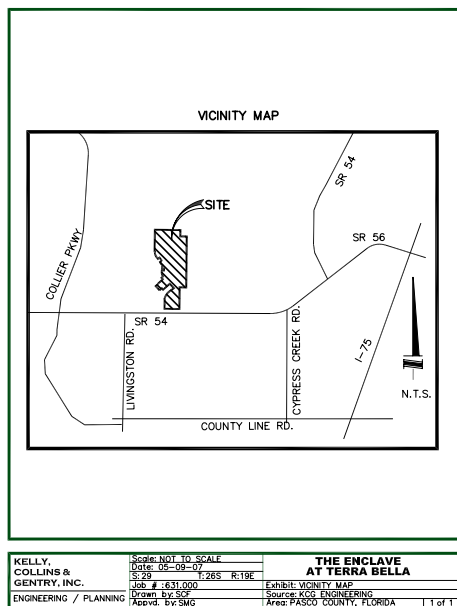 VICINITY MAP
SR 54
SITE
SR 56
COLLIER PKWY
SR 54
LIVINGSTON RD.
CYPRESS CREEK RD.
I-75
N.T.S.
COUNTY LINE RD.
KELLY,
COLLINS &
GENTRY, INC.
ENGINEERING / PLANNING
Scale: NOT TO SCALE
Date: 05-09-07
S:29 T:26S R:19E
Job # :631.000
Drawn by:SCF
Appvd. by:SMG
THE ENCLAVE
AT TERRA BELLA
Exhibit: VICINITY MAP
Source: KCG ENGINEERING
Area: PASCO COUNTY, FLORIDA 1 of 1